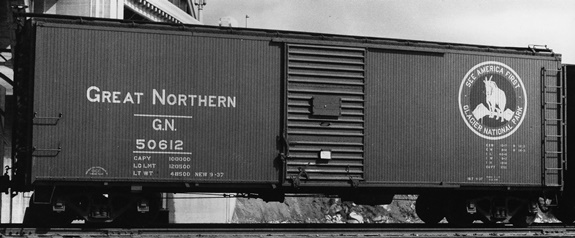 Great Northern
G.N.
50612
CAPY 100000
LD LMT 120500
LT WT 48500 NEW 9-37
SEE AMERICA FIRST
GLACIER NATIONAL PARK